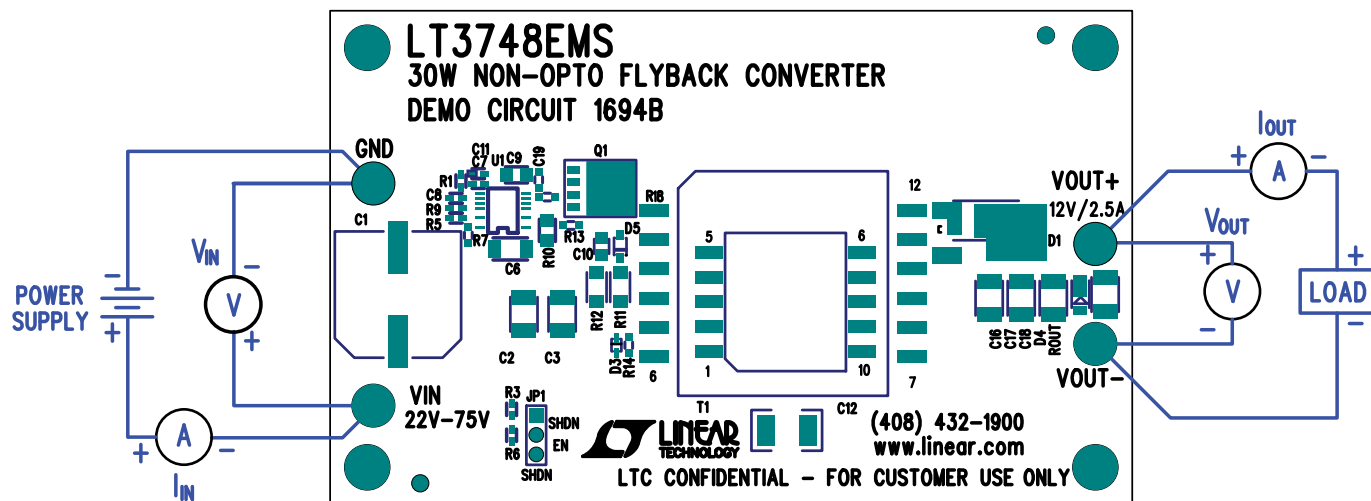 LT3748EMS
30W NON-OPTO FLYBACK CONVERTER
DEMO CIRCUIT 1694B
GND
C11
C7
U1
C9
C19
Q1
R1
C8
R9
R5
C1
R7
C6
R10
R13
C10
D5
R16
12
VOUT+
12V/2.5A
D1
IOUT
+ A -
VOUT
+
V
-
+
LOAD
-
VIN
-
V
+
-
POWER
SUPPLY
+
5
6
C2
C3
R12
R11
D3
R14
6
1
10
7
C16
C17
C18
D4
ROUT
VOUT-
VIN
22V-75V
R3
JP1
SHDN
EN
R6
SHDN
T1
C12
+ A -
IIN
LINEAR
TECHNOLOGY
(408) 432-1900
www.linear.com
LTC CONFIDENTIAL - FOR CUSTOMER USE ONLY